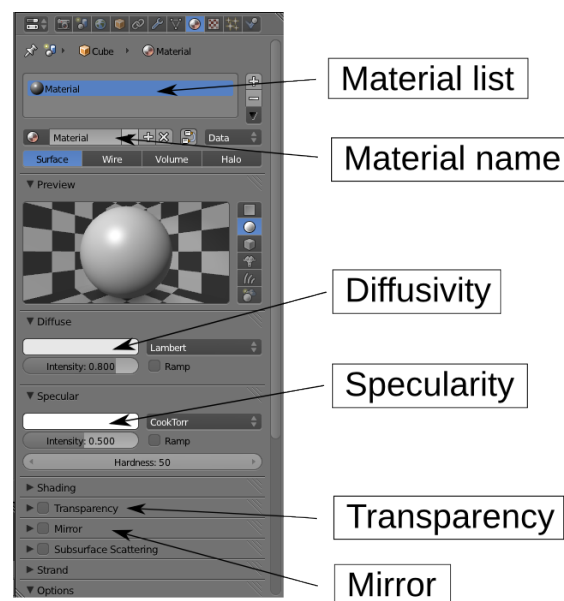 Cube Material
Material
Material list
Material Data
Material name
Surface Wire Volume Halo
Preview
Diffusivity
Diffuse
Lambert
Intensity: 0.800 Ramp
Specularity
Specular
CookTorr
Intensity: 0.500 Ramp
Hardness: 50
Shading
Transparency
Transparency
Mirror
Subsurface Scattering
Strand
Mirror
Options